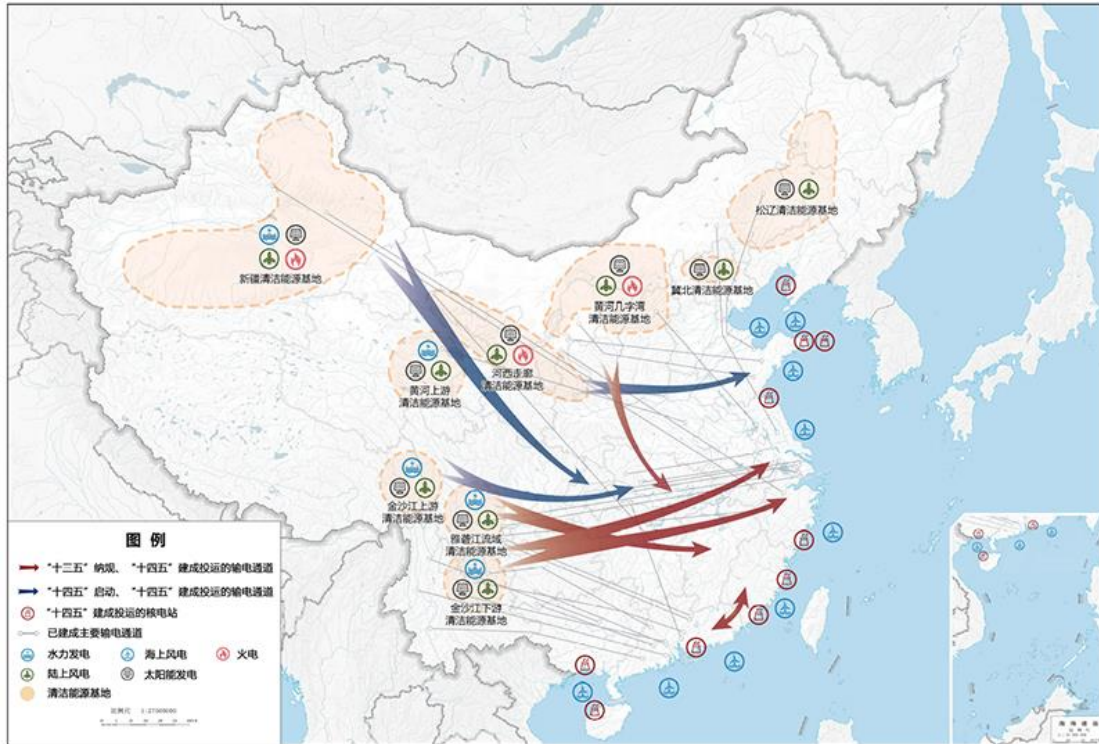 新疆清洁能源基地
松辽清洁能源基地
冀北清洁能源基地
黄河几字湾
清洁能源基地
河西走廊
清洁能源基地
黄河上游
清洁能源基地
金沙江上游
清洁能源基地
雅砻江流域
清洁能源基地
金沙江下游
清洁能源基地
图例
“十三五”纳规、“十四五”建成投运的输电通道
“十四五”启动、“十四五”建成投运的输电通道
“十四五”建成投运的核电站
已建成主要输电通道
水力发电
海上风电
火电
陆上风电
太阳能发电
清洁能源基地
比例尺